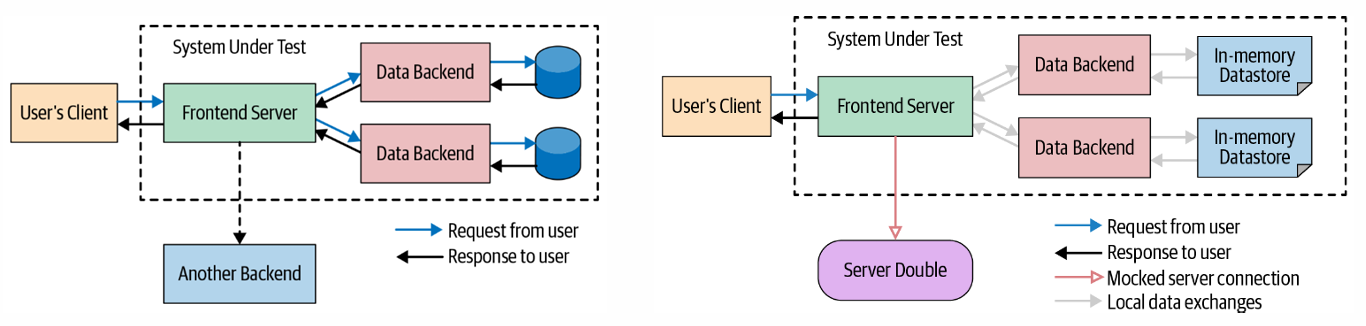 System Under Test
User's Client
Frontend Server
Data Backend
Data Backend
Another Backend
Request from user
Response to user
System Under Test
User's Client
Frontend Server
Data Backend
In-memory
Datastore
Data Backend
In-memory
Datastore
Server Double
Request from user
Response to user
Mocked server connection
Local data exchanges